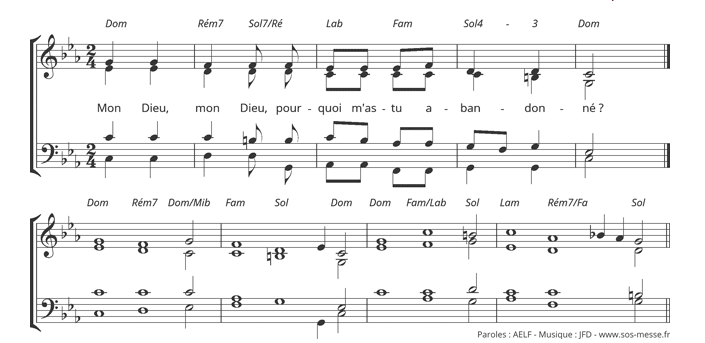 Dom Rém7 Sol7/Ré Lab Fam Sol4 - 3 Dom
Mon Dieu, mon Dieu, pour - quoi m'as - tu a - ban - don - né ?
Dom Rém7 Dom/Mib Fam Sol Dom Dom Fam/Lab Sol Lam Rém7/Fa Sol
Paroles : AELF - Musique : JFD - www.sos-messe.fr